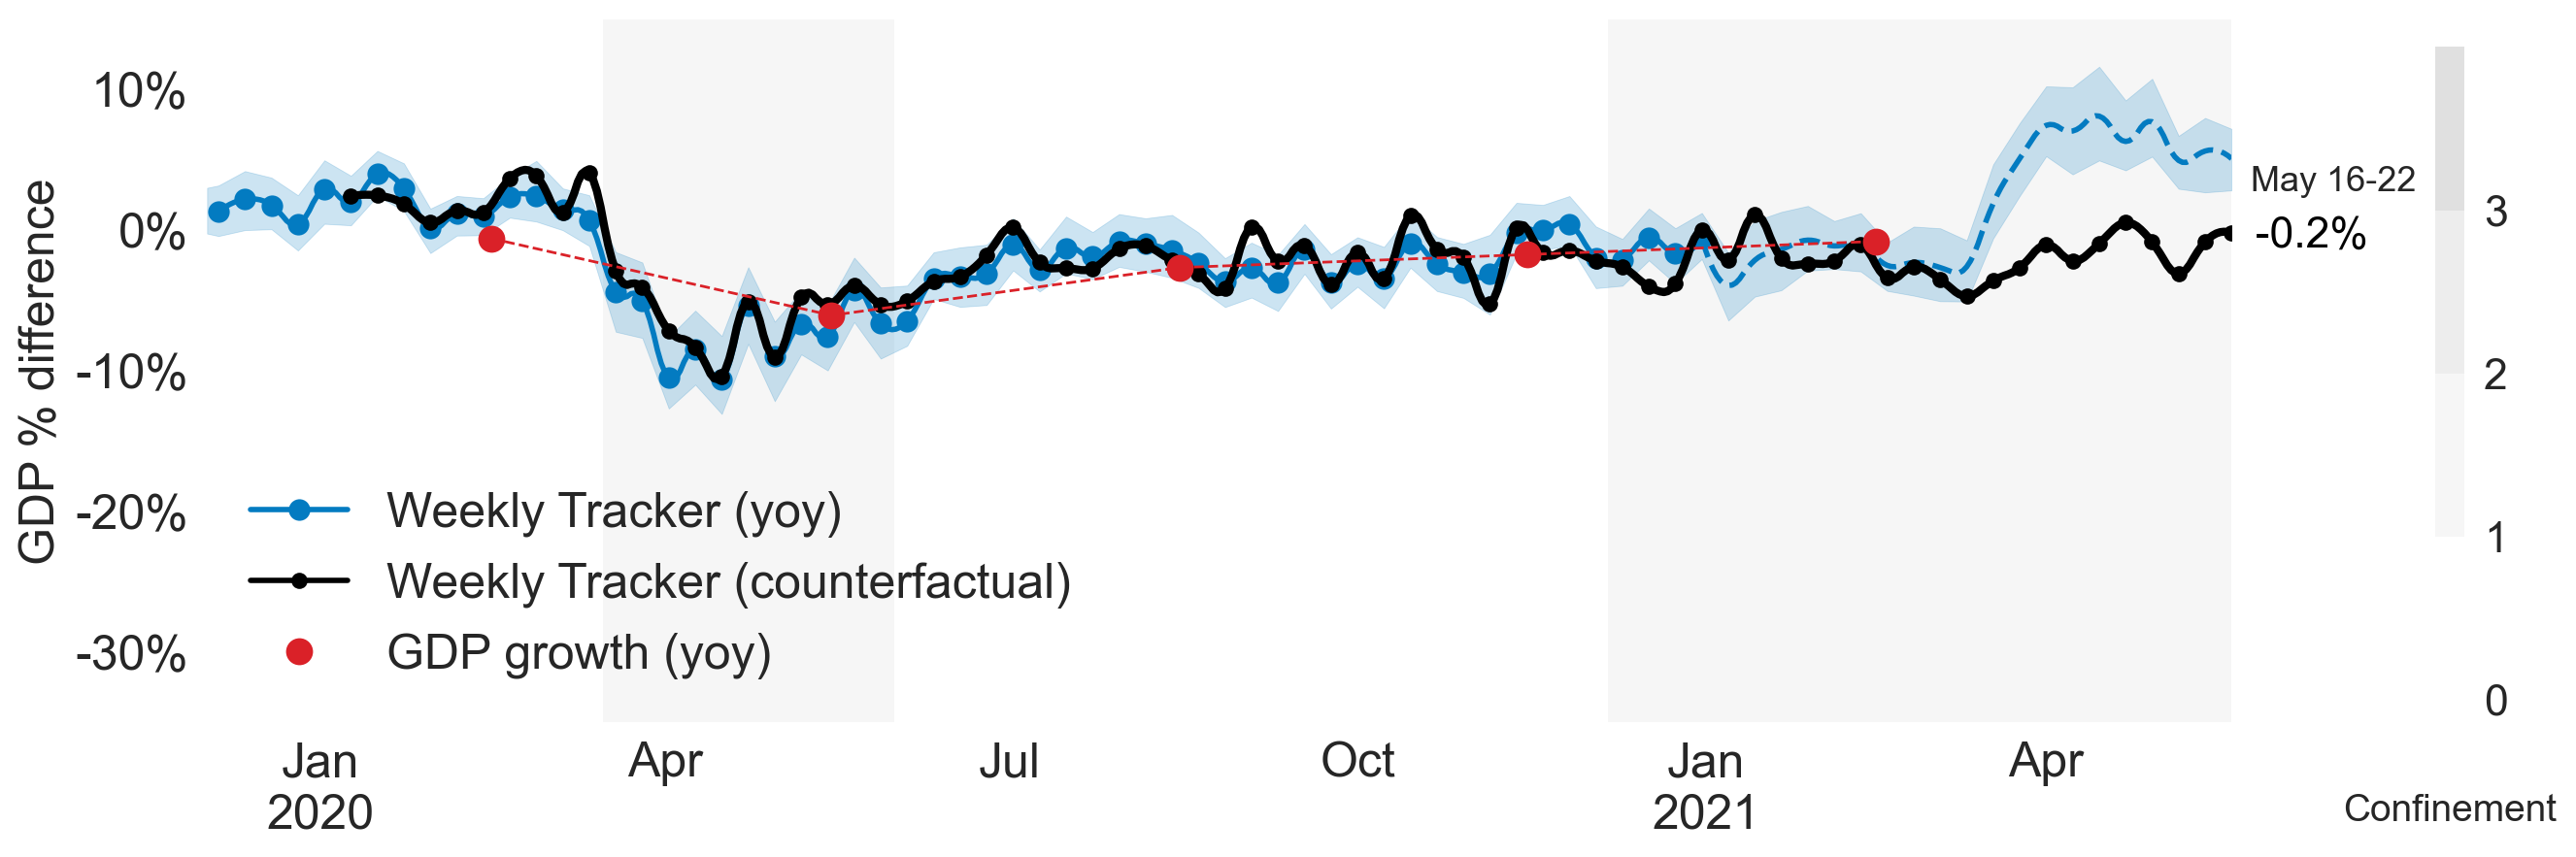 GDP % difference
10%
0%
-10%
-20%
-30%
Weekly Tracker (yoy)
Weekly Tracker (counterfactual)
GDP growth (yoy)
Jan
2020
Apr
Jul
Oct
Jan
2021
Apr
May 16-22
-0.2%
3
2
1
0
Confinement